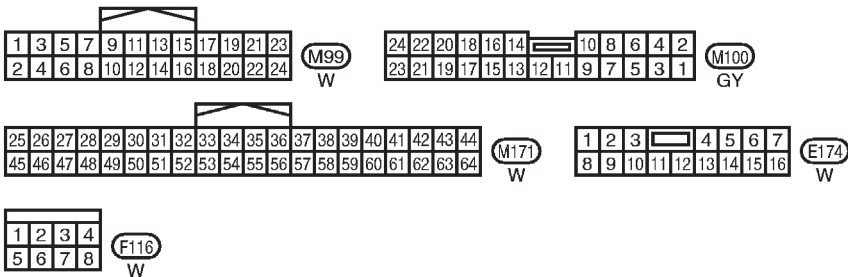 1 3 5 7 9 11 13 15 17 19 21 23
2 4 6 8 10 12 14 16 18 20 22 24
M99
W
24 22 20 18 16 14 10 8 6 4 2
23 21 19 17 15 13 12 11 9 7 5 3 1
M100
GY
25 26 27 28 29 30 31 32 33 34 35 36 37 38 39 40 41 42 43 44
45 46 47 48 49 50 51 52 53 54 55 56 57 58 59 60 61 62 63 64
M171
W
1 2 3 4 5 6 7
8 9 10 11 12 13 14 15 16
E174
W
1 2 3 4
5 6 7 8
F116
W